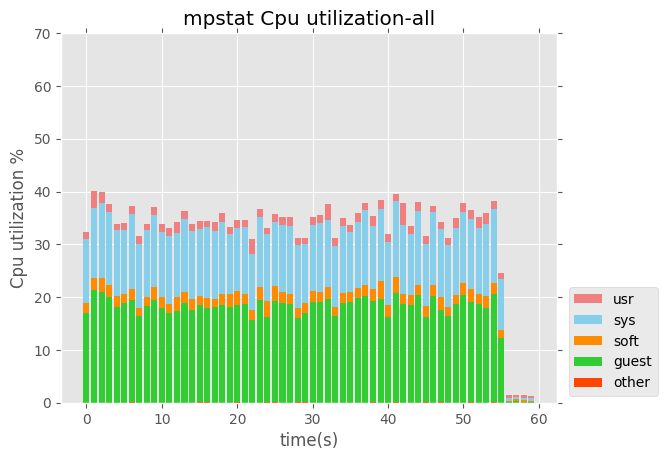 mpstat Cpu utilization-all
Cpu utilization %
70
60
50
40
30
20
10
0
0 10 20 30 40 50 60
time(s)
usr
sys
soft
guest
other